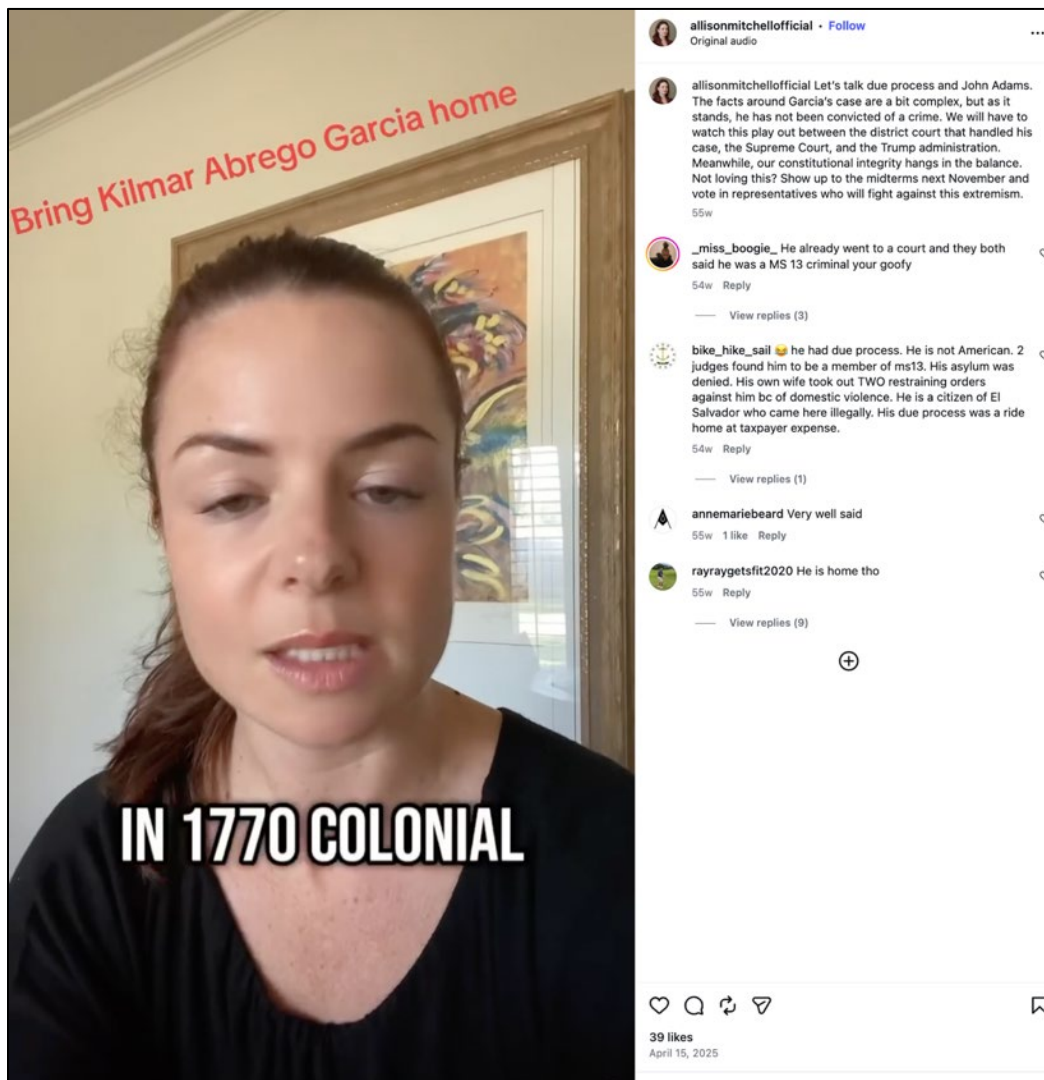 Bring Kilmar Abrego Garcia home
IN 1770 COLONIAL
allisonmitchellofficial • Follow
Original audio
allisonmitchellofficial Let's talk due process and John Adams.
The facts around Garcia's case are a bit complex, but as it
stands, he has not been convicted of a crime. We will have to
watch this play out between the district court that handled his
case, the Supreme Court, and the Trump administration.
Meanwhile, our constitutional integrity hangs in the balance.
Not loving this? Show up to the midterms next November and
vote in representatives who will fight against this extremism.
55w
_miss_boogie_ He already went to a court and they both
said he was a MS 13 criminal your goofy
54w Reply
View replies (3)
bike_hike_sail 😂 he had due process. He is not American. 2
judges found him to be a member of ms13. His asylum was
denied. His own wife took out TWO restraining orders
against him bc of domestic violence. He is a citizen of El
Salvador who came here illegally. His due process was a ride
home at taxpayer expense.
54w Reply
View replies (1)
annemariebeard Very well said
55w 1 like Reply
rayraygetsfit2020 He is home tho
55w Reply
View replies (9)
39 likes
April 15, 2025